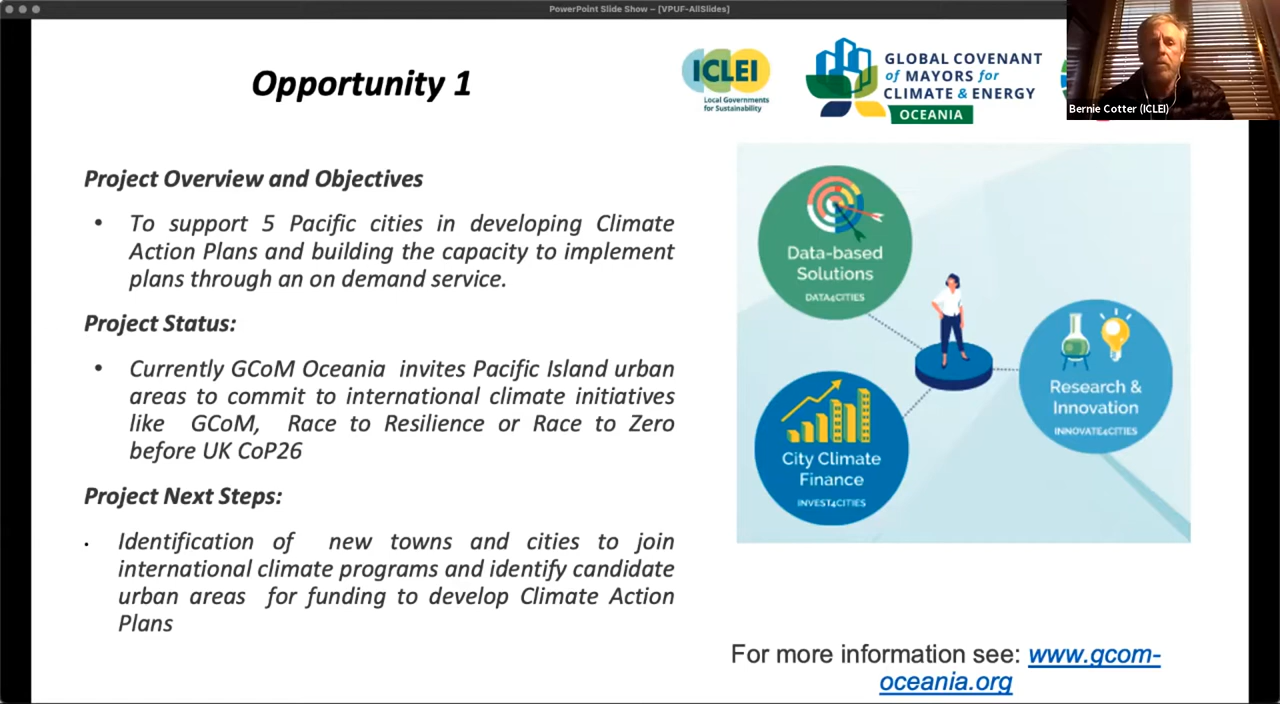 PowerPoint Slide Show – [VPUF-AllSlides]
Opportunity 1
ICLEI
Local Governments
for Sustainability
GLOBAL COVENANT
of MAYORS for
CLIMATE & ENERGY
OCEANIA
Bernie Cotter (ICLEI)
Project Overview and Objectives
• To support 5 Pacific cities in developing Climate
Action Plans and building the capacity to implement
plans through an on demand service.
Project Status:
• Currently GCoM Oceania invites Pacific Island urban
areas to commit to international climate initiatives
like GCoM, Race to Resilience or Race to Zero
before UK CoP26
Project Next Steps:
• Identification of new towns and cities to join
international climate programs and identify candidate
urban areas for funding to develop Climate Action
Plans
Data-based
Solutions
DATA4CITIES
Research &
Innovation
INNOVATE4CITIES
City Climate
Finance
INVEST4CITIES
For more information see: www.gcom-
oceania.org